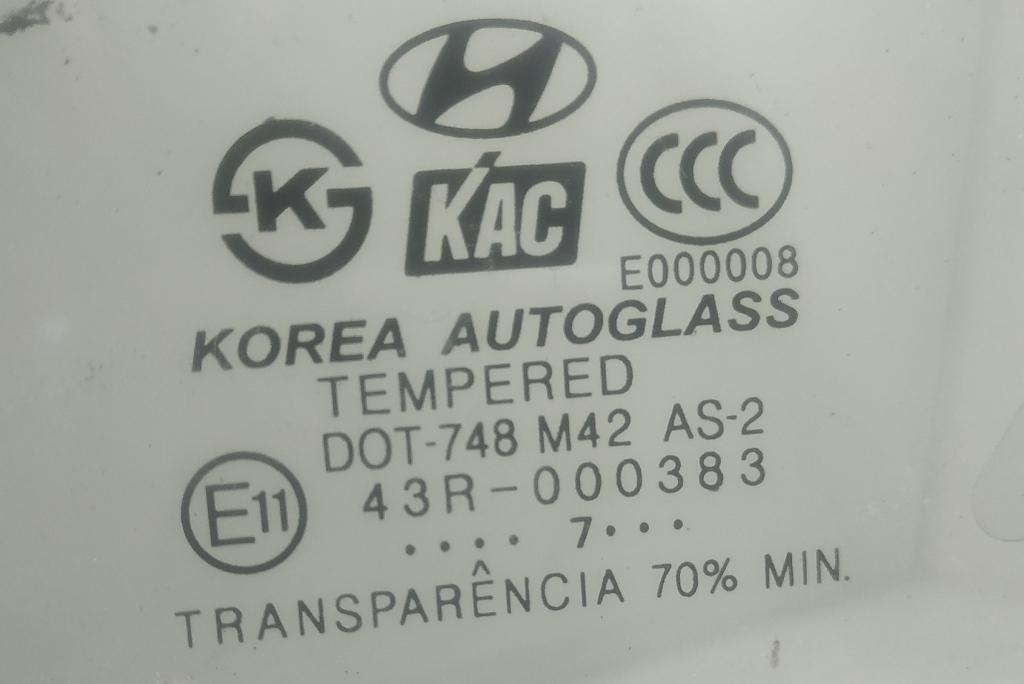 K
KAC
CCC
E000008
KOREA AUTOGLASS
TEMPERED
DOT-748 M42 AS-2
E11
43R-000383
•••• 7•••
TRANSPARÊNCIA 70% MIN.